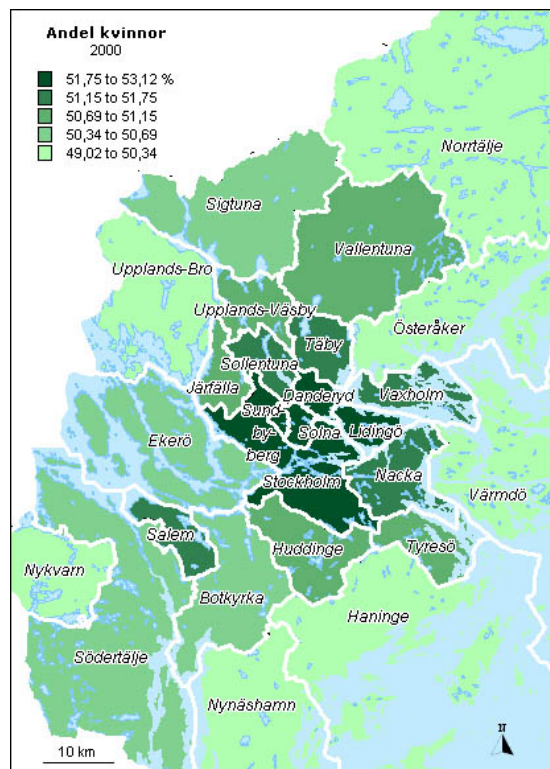 Andel kvinnor
2000
51,75 to 53,12 %
51,15 to 51,75
50,69 to 51,15
50,34 to 50,69
49,02 to 50,34
Norrtälje
Sigtuna
Vallentuna
Upplands-Bro
Upplands-Väsby
Österåker
Täby
Sollentuna
Järfälla
Danderyd
Vaxholm
Sund-
by-
berg
Solna
Lidingö
Ekerö
Nacka
Stockholm
Värmdö
Salem
Huddinge
Tyresö
Nykvarn
Botkyrka
Haninge
Södertälje
Nynäshamn
10 km
N